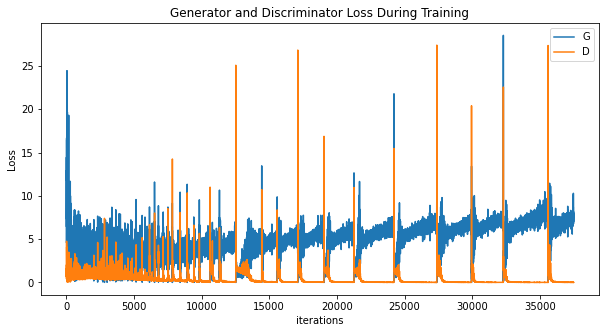 Generator and Discriminator Loss During Training
G
D
25
20
15
10
5
0
Loss
0
5000
10000
15000
20000
25000
30000
35000
iterations